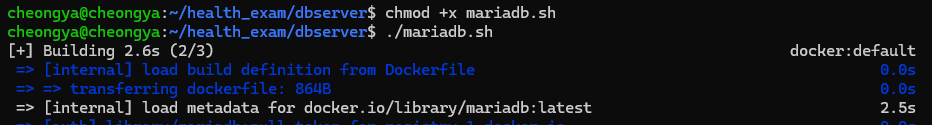 cheongya@cheongya:~/health_exam/dbserver$ chmod +x mariadb.sh
cheongya@cheongya:~/health_exam/dbserver$ ./mariadb.sh
[+] Building 2.6s (2/3) docker:default
=> [internal] load build definition from Dockerfile 0.0s
=> => transferring dockerfile: 864B 0.0s
=> [internal] load metadata for docker.io/library/mariadb:latest 2.5s